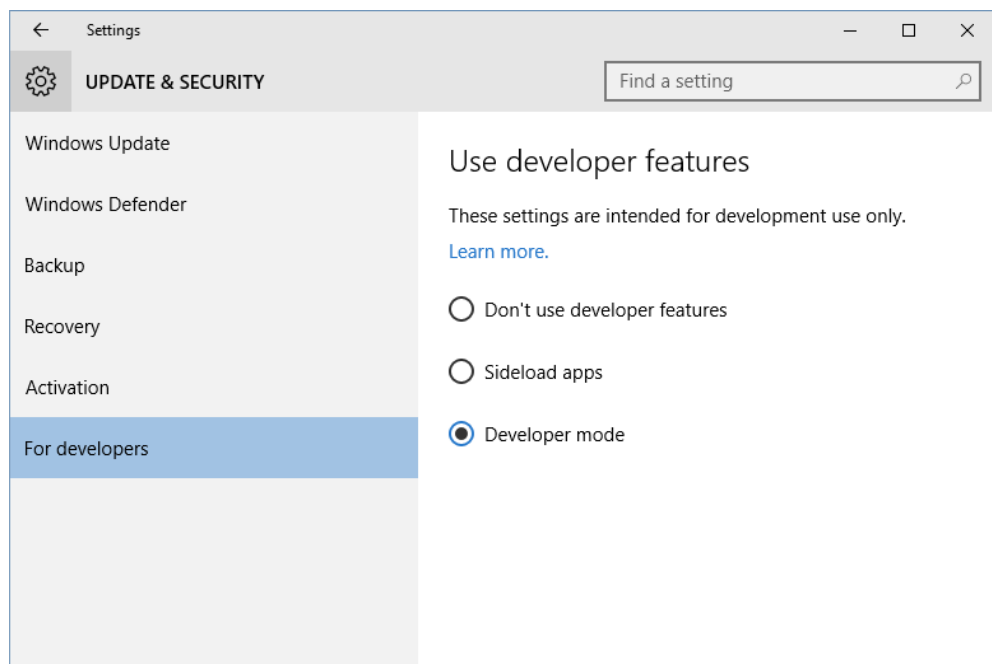 Settings
UPDATE & SECURITY
Find a setting
Windows Update
Windows Defender
Backup
Recovery
Activation
For developers
Use developer features
These settings are intended for development use only.
Learn more.
Don't use developer features
Sideload apps
Developer mode